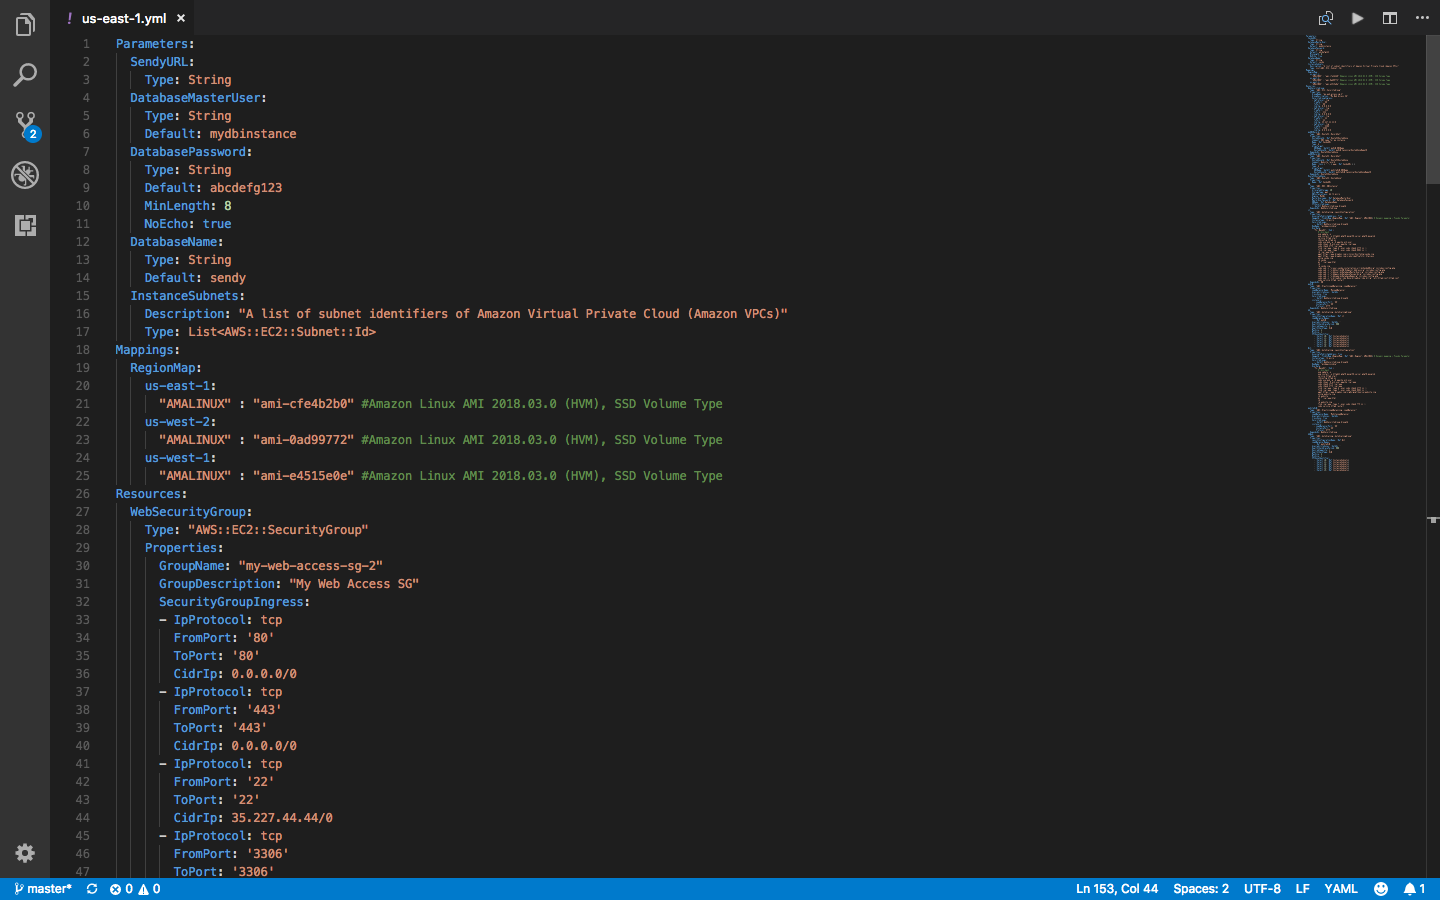 ! us-east-1.yml ×
1 Parameters:
2 SendyURL:
3 Type: String
4 DatabaseMasterUser:
5 Type: String
6 Default: mydbinstance
7 DatabasePassword:
8 Type: String
9 Default: abcdefg123
10 MinLength: 8
11 NoEcho: true
12 DatabaseName:
13 Type: String
14 Default: sendy
15 InstanceSubnets:
16 Description: "A list of subnet identifiers of Amazon Virtual Private Cloud (Amazon VPCs)"
17 Type: List<AWS::EC2::Subnet::Id>
18 Mappings:
19 RegionMap:
20 us-east-1:
21 "AMALINUX" : "ami-cfe4b2b0" #Amazon Linux AMI 2018.03.0 (HVM), SSD Volume Type
22 us-west-2:
23 "AMALINUX" : "ami-0ad99772" #Amazon Linux AMI 2018.03.0 (HVM), SSD Volume Type
24 us-west-1:
25 "AMALINUX" : "ami-e4515e0e" #Amazon Linux AMI 2018.03.0 (HVM), SSD Volume Type
26 Resources:
27 WebSecurityGroup:
28 Type: "AWS::EC2::SecurityGroup"
29 Properties:
30 GroupName: "my-web-access-sg-2"
31 GroupDescription: "My Web Access SG"
32 SecurityGroupIngress:
33 - IpProtocol: tcp
34 FromPort: '80'
35 ToPort: '80'
36 CidrIp: 0.0.0.0/0
37 - IpProtocol: tcp
38 FromPort: '443'
39 ToPort: '443'
40 CidrIp: 0.0.0.0/0
41 - IpProtocol: tcp
42 FromPort: '22'
43 ToPort: '22'
44 CidrIp: 35.227.44.44/0
45 - IpProtocol: tcp
46 FromPort: '3306'
47 ToPort: '3306'
2
master* 0 0 Ln 153, Col 44 Spaces: 2 UTF-8 LF YAML 1